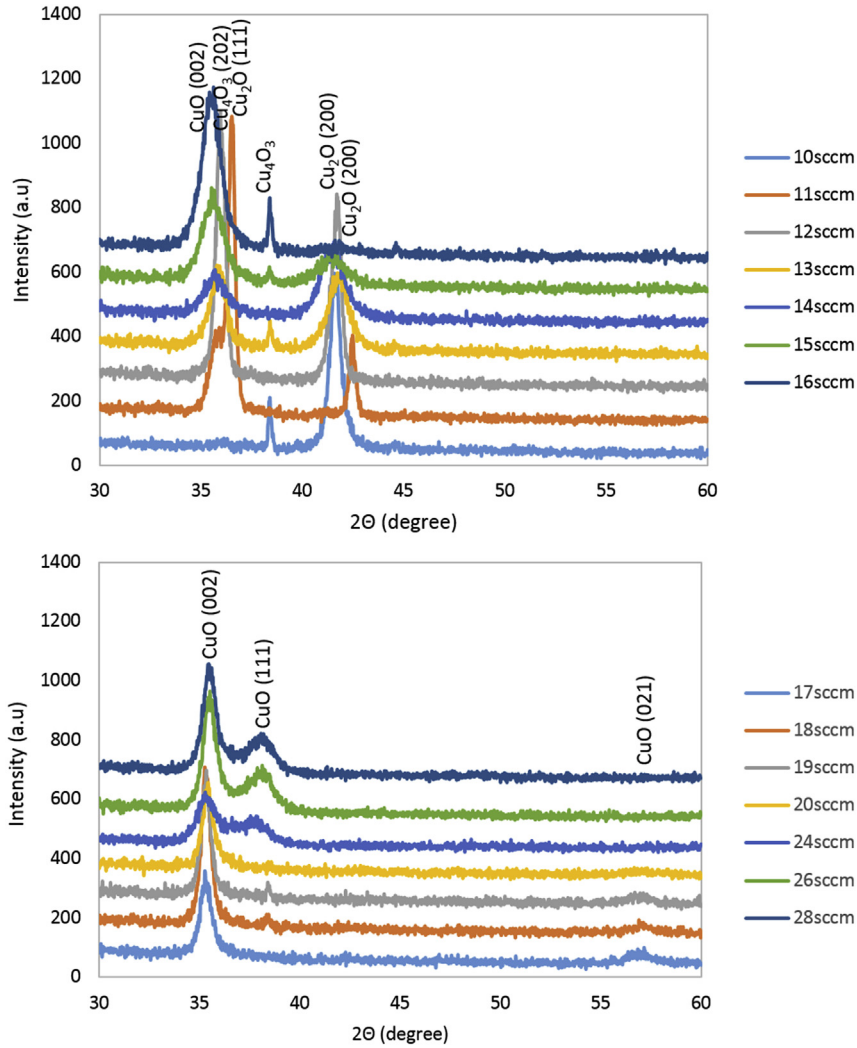 1400
1200
1000
800
600
400
200
0
Intensity (a.u)
CuO (002)
Cu4O3 (202)
Cu2O (111)
Cu4O3
Cu2O (200)
Cu2O (200)
30
35
40
45
50
55
60
2Θ (degree)
10sccm
11sccm
12sccm
13sccm
14sccm
15sccm
16sccm
1400
1200
1000
800
600
400
200
0
Intensity (a.u)
CuO (002)
CuO (111)
CuO (021)
30
35
40
45
50
55
60
2Θ (degree)
17sccm
18sccm
19sccm
20sccm
24sccm
26sccm
28sccm